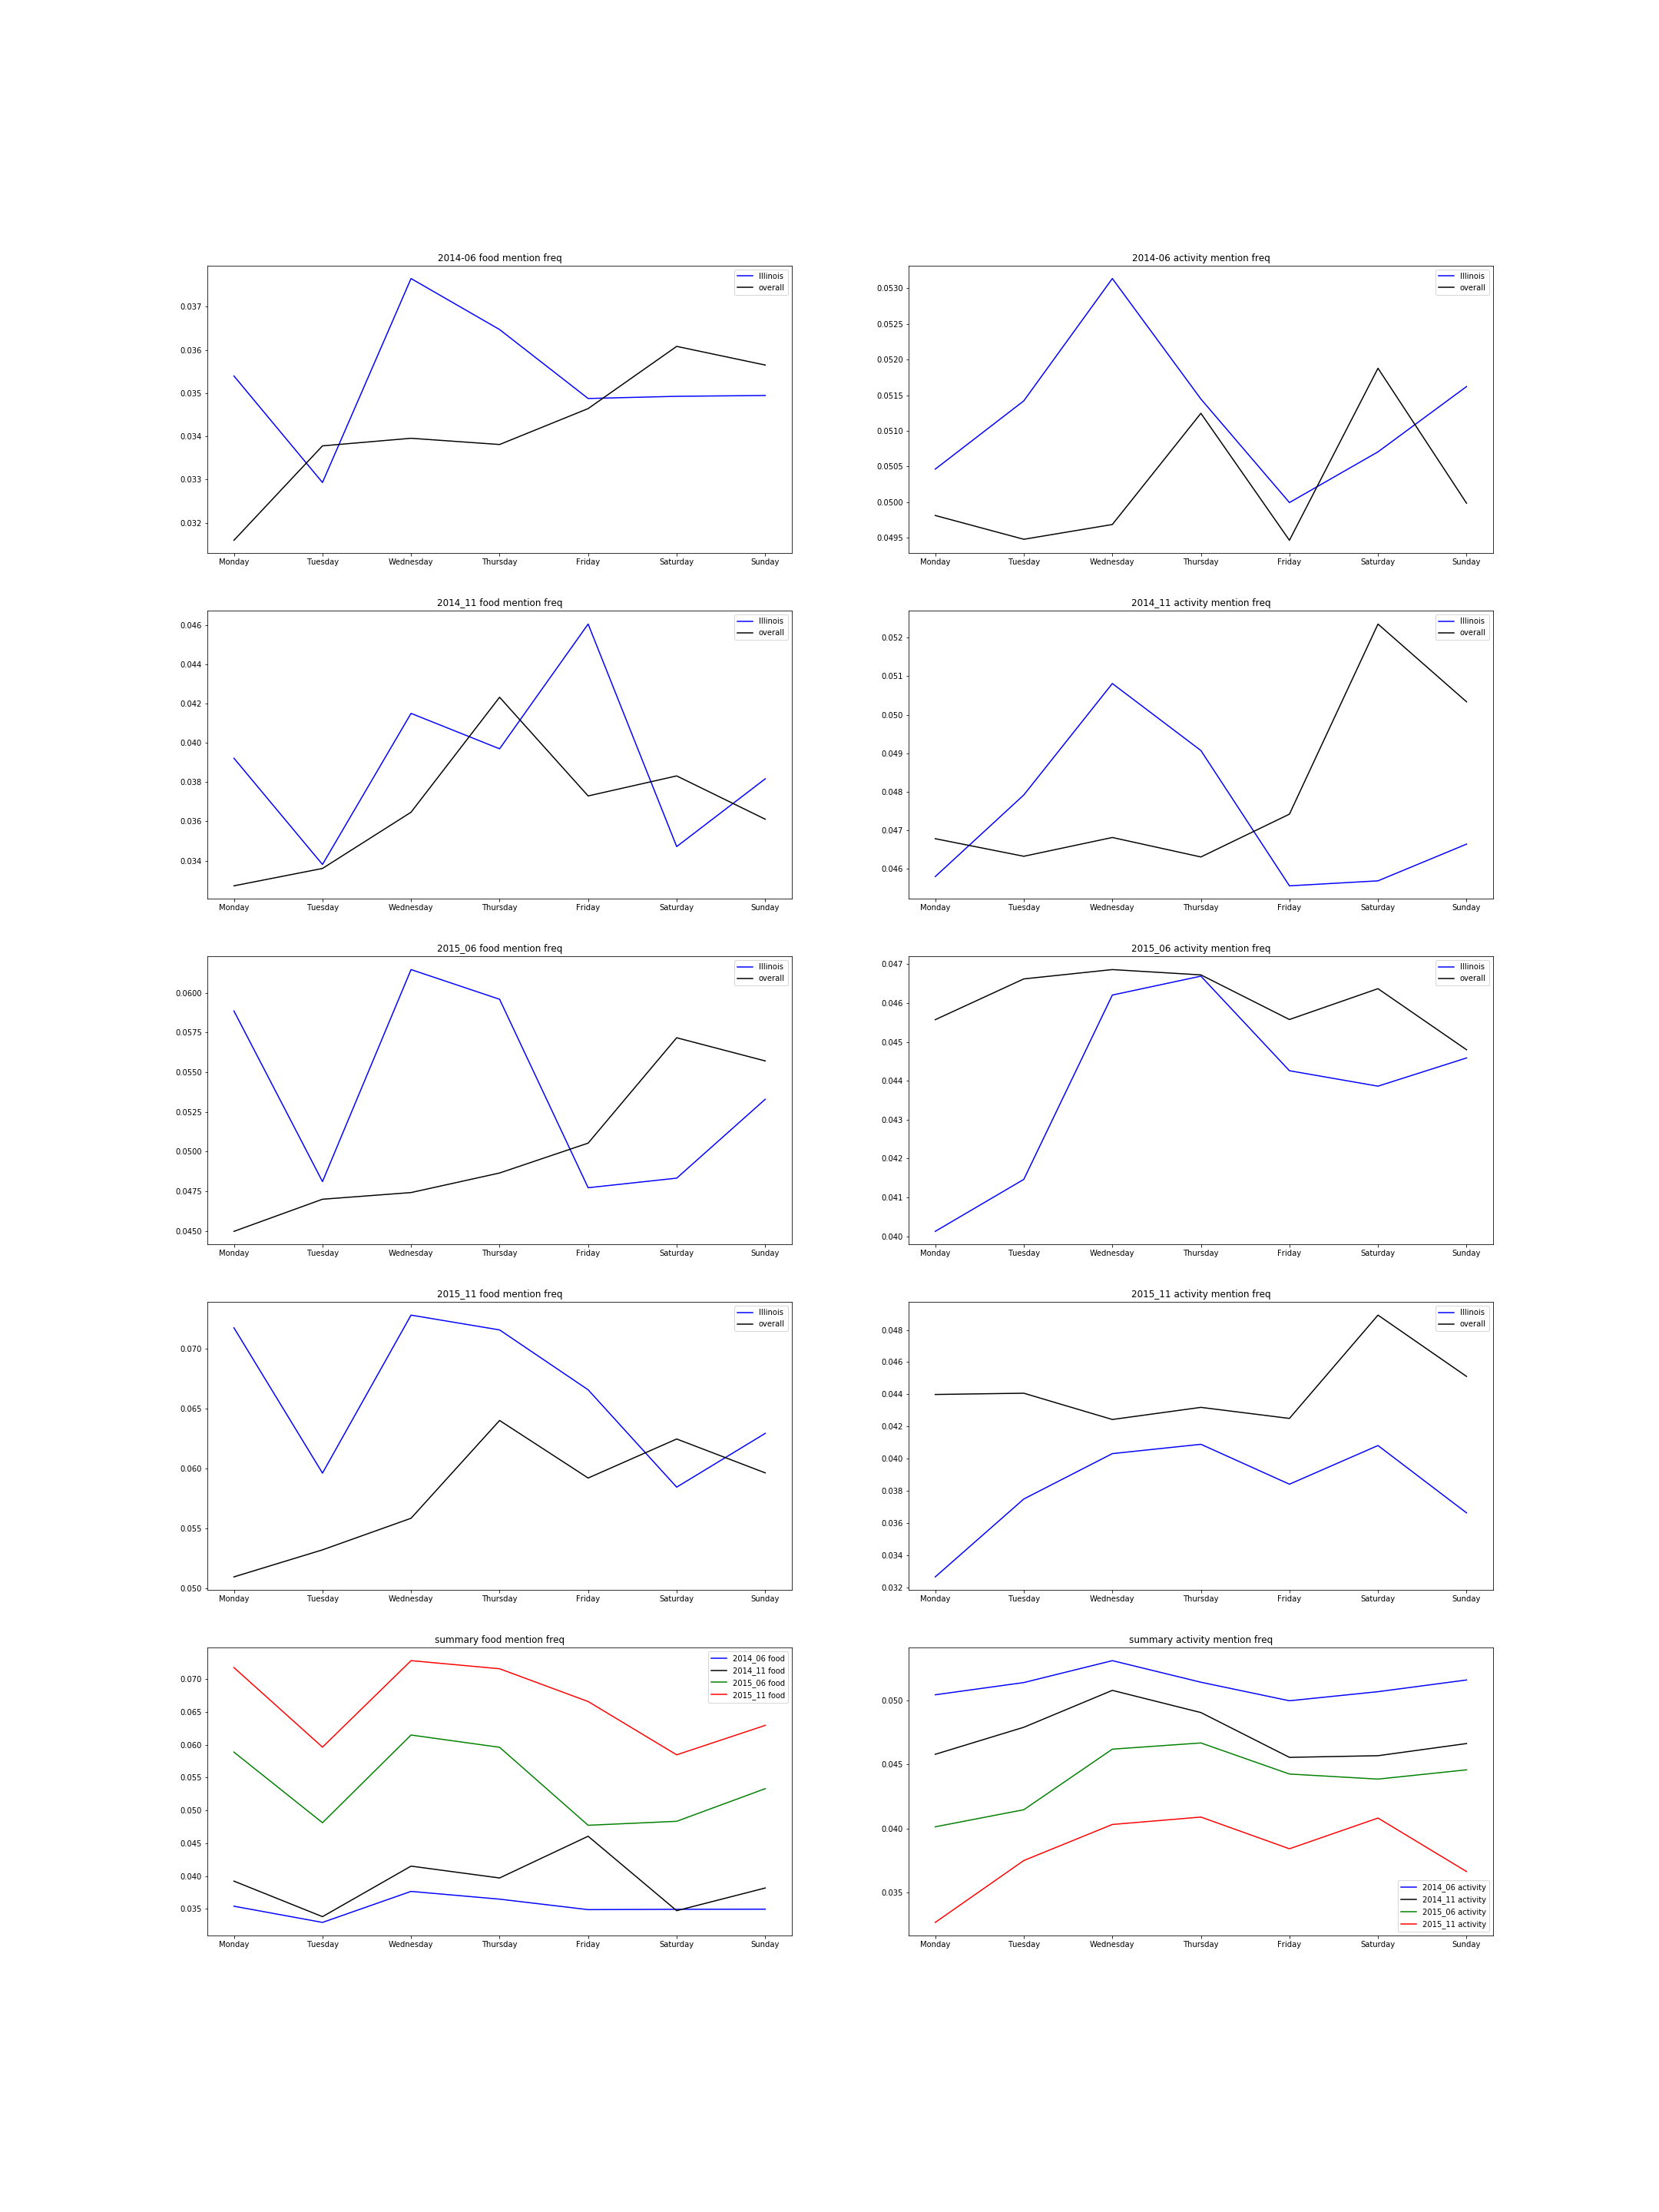 2014-06 food mention freq
Illinois
overall
0.037
0.036
0.035
0.034
0.033
0.032
Monday Tuesday Wednesday Thursday Friday Saturday Sunday
2014-06 activity mention freq
Illinois
overall
0.0530
0.0525
0.0520
0.0515
0.0510
0.0505
0.0500
0.0495
Monday Tuesday Wednesday Thursday Friday Saturday Sunday
2014_11 food mention freq
Illinois
overall
0.046
0.044
0.042
0.040
0.038
0.036
0.034
Monday Tuesday Wednesday Thursday Friday Saturday Sunday
2014_11 activity mention freq
Illinois
overall
0.052
0.051
0.050
0.049
0.048
0.047
0.046
Monday Tuesday Wednesday Thursday Friday Saturday Sunday
2015_06 food mention freq
Illinois
overall
0.0600
0.0575
0.0550
0.0525
0.0500
0.0475
0.0450
Monday Tuesday Wednesday Thursday Friday Saturday Sunday
2015_06 activity mention freq
Illinois
overall
0.047
0.046
0.045
0.044
0.043
0.042
0.041
0.040
Monday Tuesday Wednesday Thursday Friday Saturday Sunday
2015_11 food mention freq
Illinois
overall
0.070
0.065
0.060
0.055
0.050
Monday Tuesday Wednesday Thursday Friday Saturday Sunday
2015_11 activity mention freq
Illinois
overall
0.048
0.046
0.044
0.042
0.040
0.038
0.036
0.034
0.032
Monday Tuesday Wednesday Thursday Friday Saturday Sunday
summary food mention freq
2014_06 food
2014_11 food
2015_06 food
2015_11 food
0.070
0.065
0.060
0.055
0.050
0.045
0.040
0.035
Monday Tuesday Wednesday Thursday Friday Saturday Sunday
summary activity mention freq
0.050
0.045
0.040
0.035
2014_06 activity
2014_11 activity
2015_06 activity
2015_11 activity
Monday Tuesday Wednesday Thursday Friday Saturday Sunday